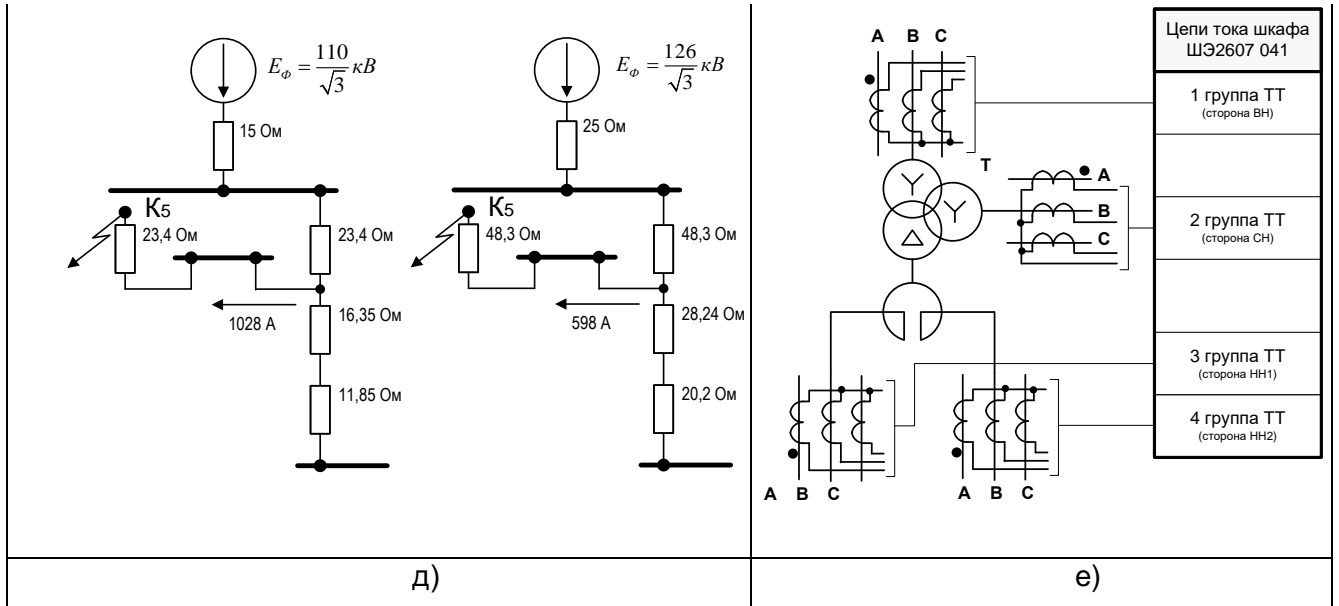 E_Ф = 110/√3 кВ
15 Ом
К5
23,4 Ом
23,4 Ом
1028 А
16,35 Ом
11,85 Ом
E_Ф = 126/√3 кВ
25 Ом
К5
48,3 Ом
48,3 Ом
598 А
28,24 Ом
20,2 Ом
д)
А В С
Т
А
В
С
А В С
А В С
Цепи тока шкафа
ШЭ2607 041
1 группа ТТ
(сторона ВН)
2 группа ТТ
(сторона СН)
3 группа ТТ
(сторона НН1)
4 группа ТТ
(сторона НН2)
е)